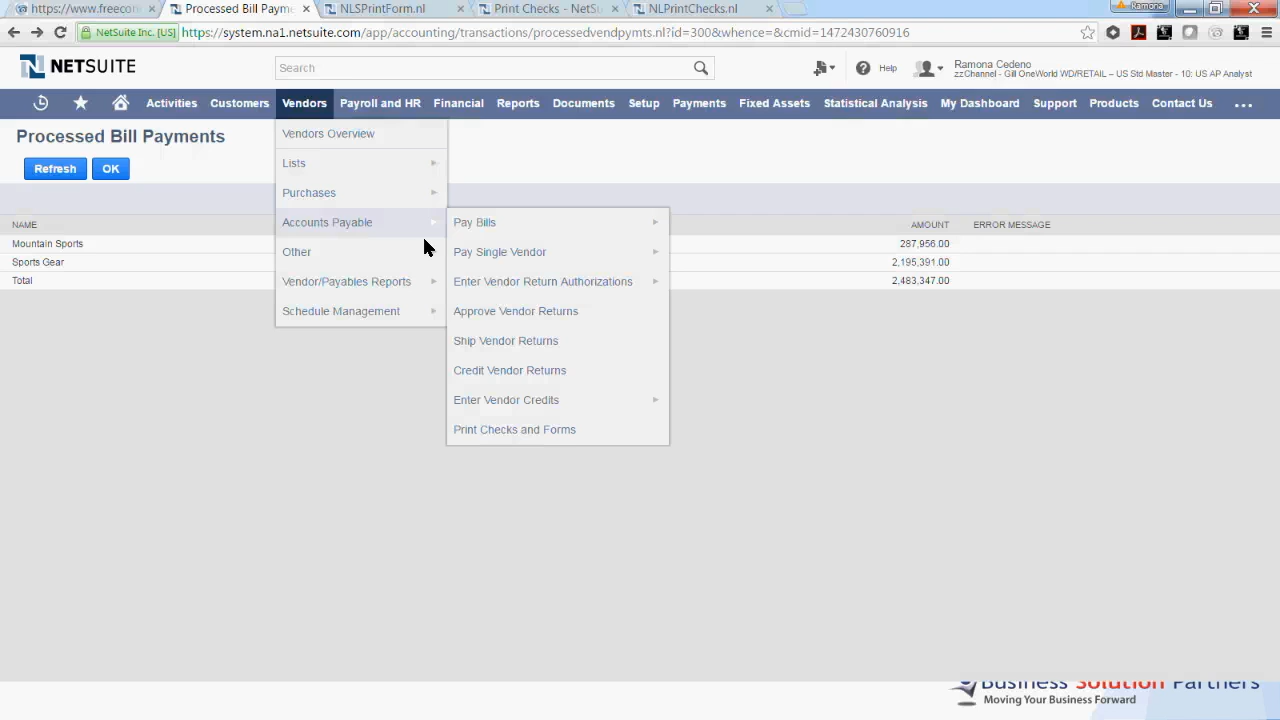 https://www.freecon
Processed Bill Payme
NLSPrintForm.nl
Print Checks - NetSu
NLPrintChecks.nl
Ramona
NetSuite Inc. [US]
https://system.na1.netsuite.com/app/accounting/transactions/processedvendpymts.nl?id=300&whence=&cmid=1472430760916
NETSUITE
Search
Help
Ramona Cedeno
zzChannel - Gill OneWorld WD/RETAIL – US Std Master - 10: US AP Analyst
Activities Customers Vendors Payroll and HR Financial Reports Documents Setup Payments Fixed Assets Statistical Analysis My Dashboard Support Products Contact Us ...
Processed Bill Payments
Refresh OK
Vendors Overview
Lists
Purchases
Accounts Payable
Other
Vendor/Payables Reports
Schedule Management
Pay Bills
Pay Single Vendor
Enter Vendor Return Authorizations
Approve Vendor Returns
Ship Vendor Returns
Credit Vendor Returns
Enter Vendor Credits
Print Checks and Forms
NAME AMOUNT ERROR MESSAGE
Mountain Sports 287,956.00
Sports Gear 2,195,391.00
Total 2,483,347.00
Business Solution Partners
Moving Your Business Forward